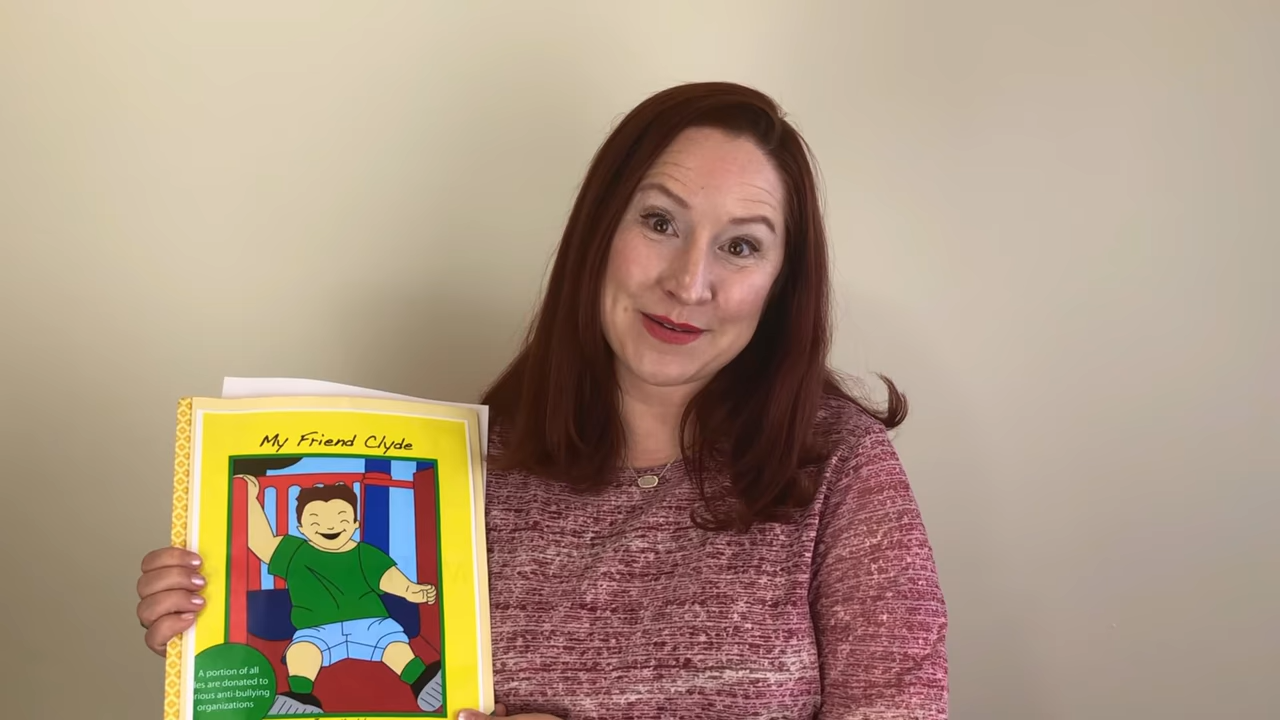 My Friend Clyde
A portion of all
les are donated to
rious anti-bullying
organizations